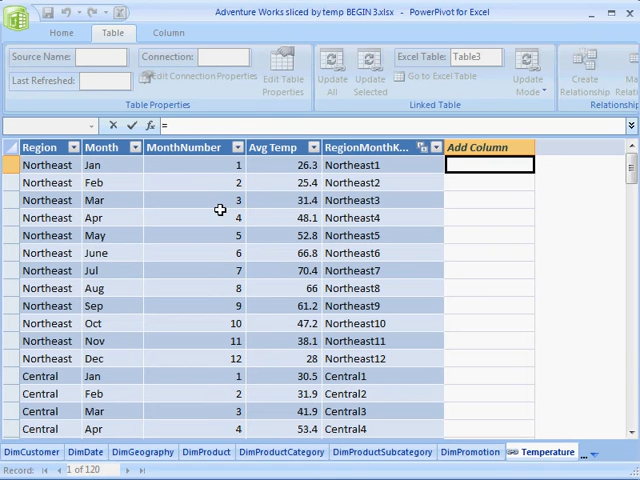 Adventure Works sliced by temp BEGIN 3.xlsx - PowerPivot for Excel
Home Table Column
Source Name: Connection: Excel Table: Table3
Last Refreshed: Edit Connection Properties Edit Table Properties Update All Update Selected Go to Excel Table Update Mode Create Relationship Ma Relations
Table Properties Linked Table Relationship
fx =
Region Month MonthNumber Avg Temp RegionMonthK... Add Column
Northeast Jan 1 26.3 Northeast1
Northeast Feb 2 25.4 Northeast2
Northeast Mar 3 31.4 Northeast3
Northeast Apr 4 48.1 Northeast4
Northeast May 5 52.8 Northeast5
Northeast June 6 66.8 Northeast6
Northeast Jul 7 70.4 Northeast7
Northeast Aug 8 66 Northeast8
Northeast Sep 9 61.2 Northeast9
Northeast Oct 10 47.2 Northeast10
Northeast Nov 11 38.1 Northeast11
Northeast Dec 12 28 Northeast12
Central Jan 1 30.5 Central1
Central Feb 2 31.9 Central2
Central Mar 3 41.9 Central3
Central Apr 4 53.4 Central4
DimCustomer DimDate DimGeography DimProduct DimProductCategory DimProductSubcategory DimPromotion Temperature ...
Record: 1 of 120